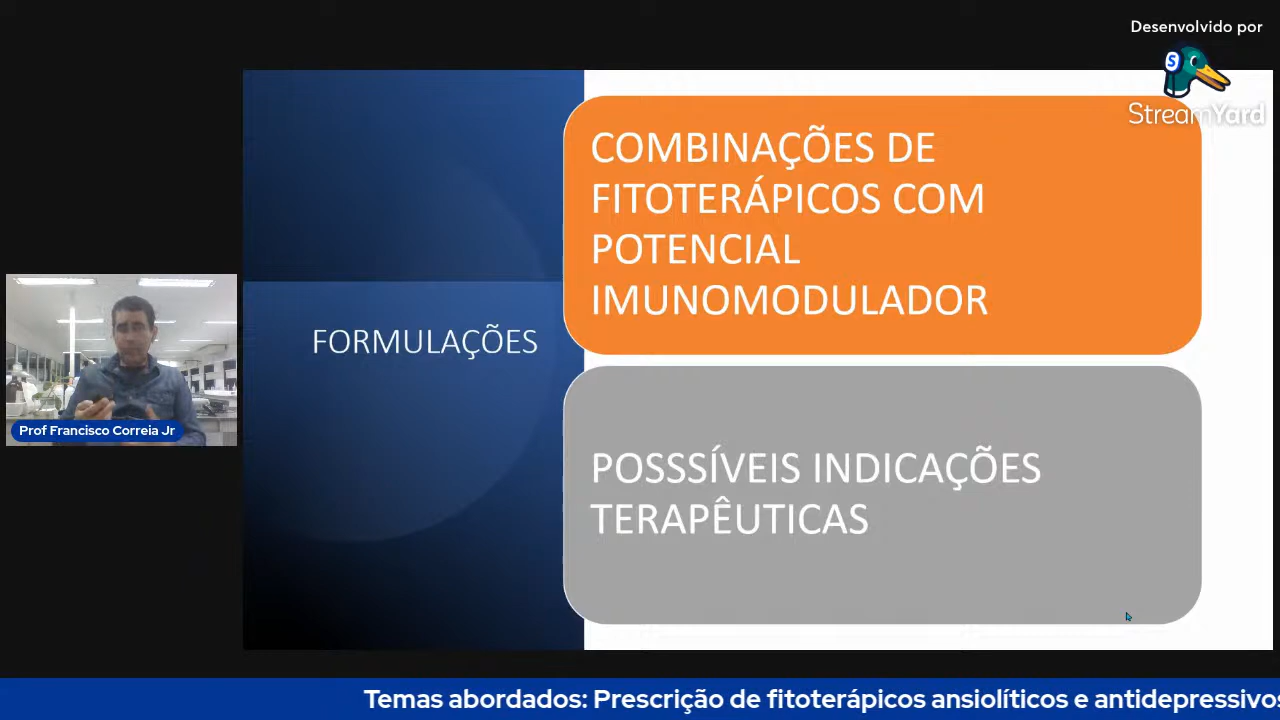 Desenvolvido por
S
StreamYard
COMBINAÇÕES DE
FITOTERÁPICOS COM
POTENCIAL
IMUNOMODULADOR
FORMULAÇÕES
POSSSÍVEIS INDICAÇÕES
TERAPÊUTICAS
Prof Francisco Correia Jr
Temas abordados: Prescrição de fitoterápicos ansiolíticos e antidepressivos